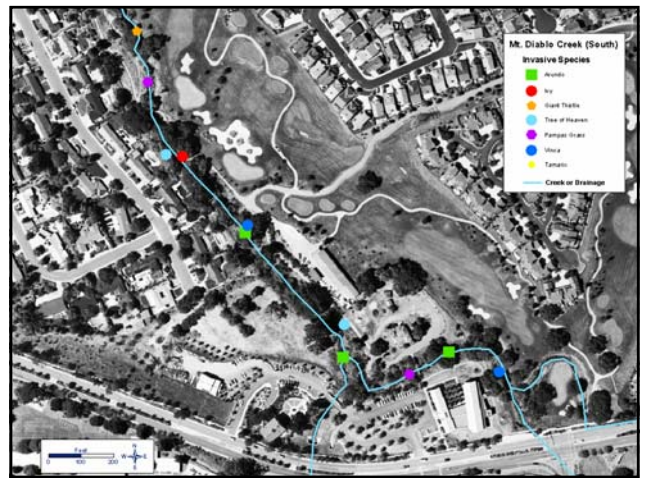 Mt. Diablo Creek (South)
Invasive Species
Arundo
Ivy
Giant Thistle
Tree of Heaven
Pampas Grass
Vinca
Tamarix
Creek or Drainage
Feet
0 100 200
N
W E
S